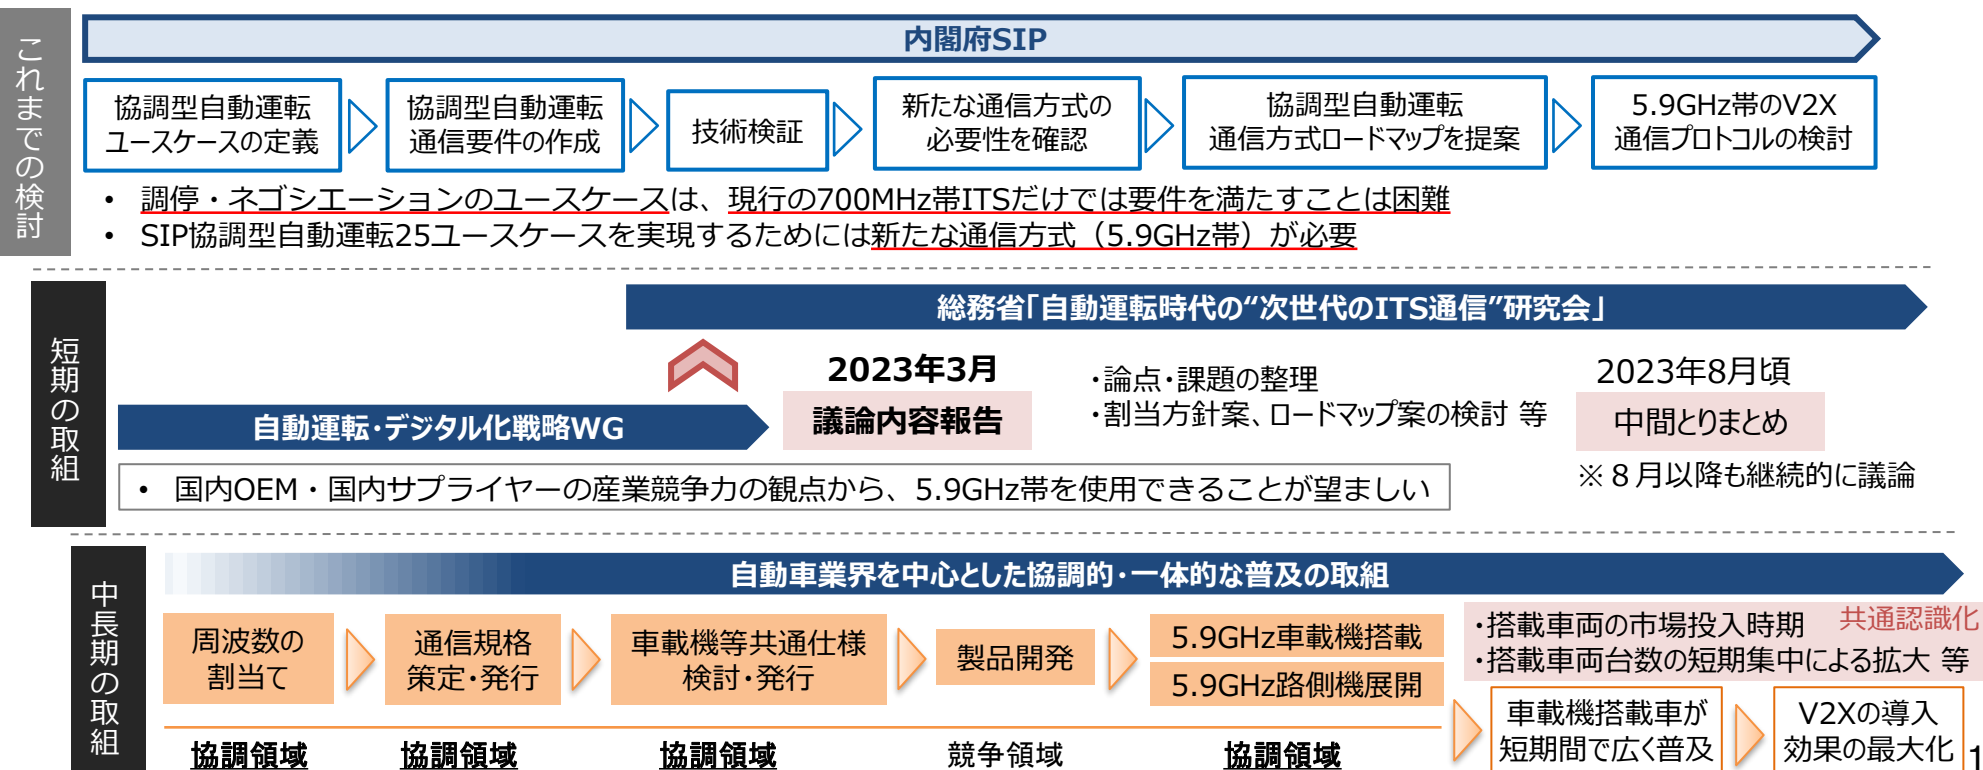 これまでの検討
内閣府SIP
協調型自動運転
ユースケースの定義
協調型自動運転
通信要件の作成
技術検証
新たな通信方式の
必要性を確認
協調型自動運転
通信方式ロードマップを提案
5.9GHz帯のV2X
通信プロトコルの検討
• 調停・ネゴシエーションのユースケースは、現行の700MHz帯ITSだけでは要件を満たすことは困難
• SIP協調型自動運転25ユースケースを実現するためには新たな通信方式（5.9GHz帯）が必要
短期の取組
総務省「自動運転時代の“次世代のITS通信”研究会」
自動運転・デジタル化戦略WG
2023年3月
議論内容報告
・論点・課題の整理
・割当方針案、ロードマップ案の検討 等
2023年8月頃
中間とりまとめ
※８月以降も継続的に議論
• 国内OEM・国内サプライヤーの産業競争力の観点から、5.9GHz帯を使用できることが望ましい
中長期の取組
自動車業界を中心とした協調的・一体的な普及の取組
周波数の
割当て
通信規格
策定・発行
車載機等共通仕様
検討・発行
製品開発
5.9GHz車載機搭載
5.9GHz路側機展開
・搭載車両の市場投入時期 共通認識化
・搭載車両台数の短期集中による拡大 等
車載機搭載車が
短期間で広く普及
V2Xの導入
効果の最大化
協調領域
協調領域
協調領域
競争領域
協調領域
1